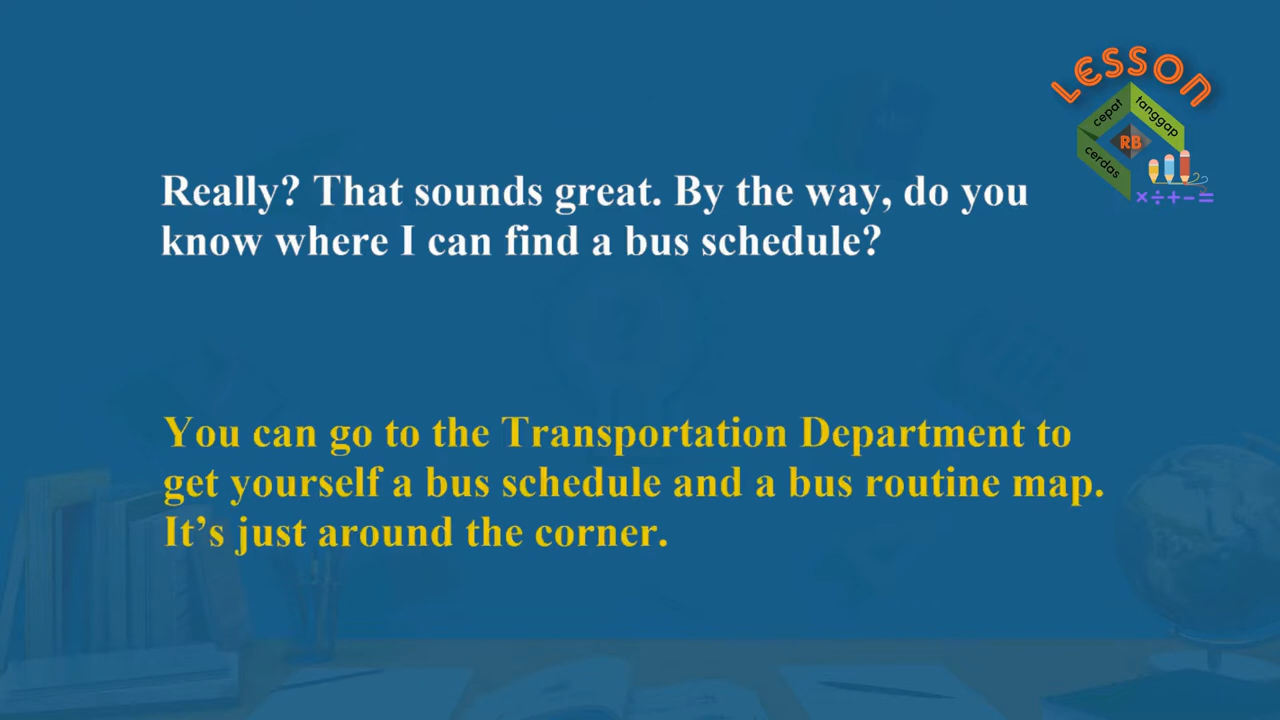 LESSON
cepat
tanggap
RB
cerdas
×÷+−=
Really? That sounds great. By the way, do you
know where I can find a bus schedule?
You can go to the Transportation Department to
get yourself a bus schedule and a bus routine map.
It’s just around the corner.